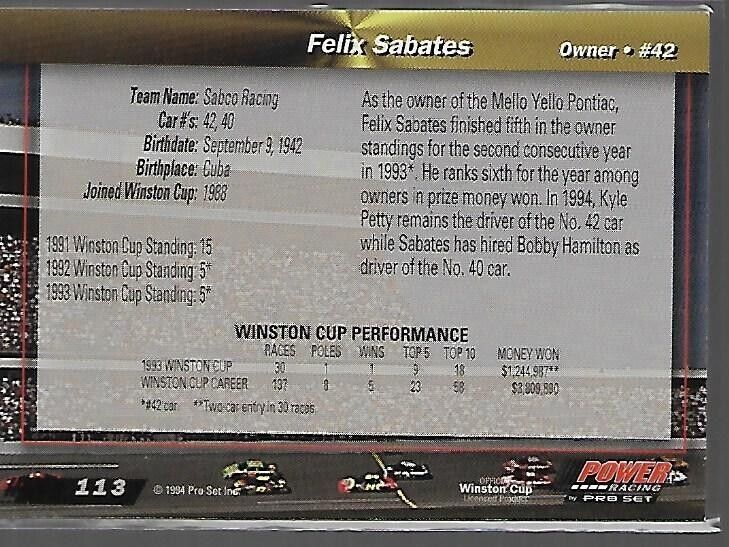 Felix Sabates
Owner • #42
Team Name: Sabco Racing
Car #'s: 42, 40
Birthdate: September 9, 1942
Birthplace: Cuba
Joined Winston Cup: 1988
1991 Winston Cup Standing: 15
1992 Winston Cup Standing: 5*
1993 Winston Cup Standing: 5*
As the owner of the Mello Yello Pontiac,
Felix Sabates finished fifth in the owner
standings for the second consecutive year
in 1993*. He ranks sixth for the year among
owners in prize money won. In 1994, Kyle
Petty remains the driver of the No. 42 car
while Sabates has hired Bobby Hamilton as
driver of the No. 40 car.
WINSTON CUP PERFORMANCE
RACES POLES WINS TOP 5 TOP 10 MONEY WON
1993 WINSTON CUP 30 1 1 9 18 $1,244,987**
WINSTON CUP CAREER 137 8 5 23 58
*#42 car **Two-car entry in 30 races.
113
© 1994 Pro Set Inc.
Winston Cup
Licensed Product
POWER
RACING
BY PRO SET